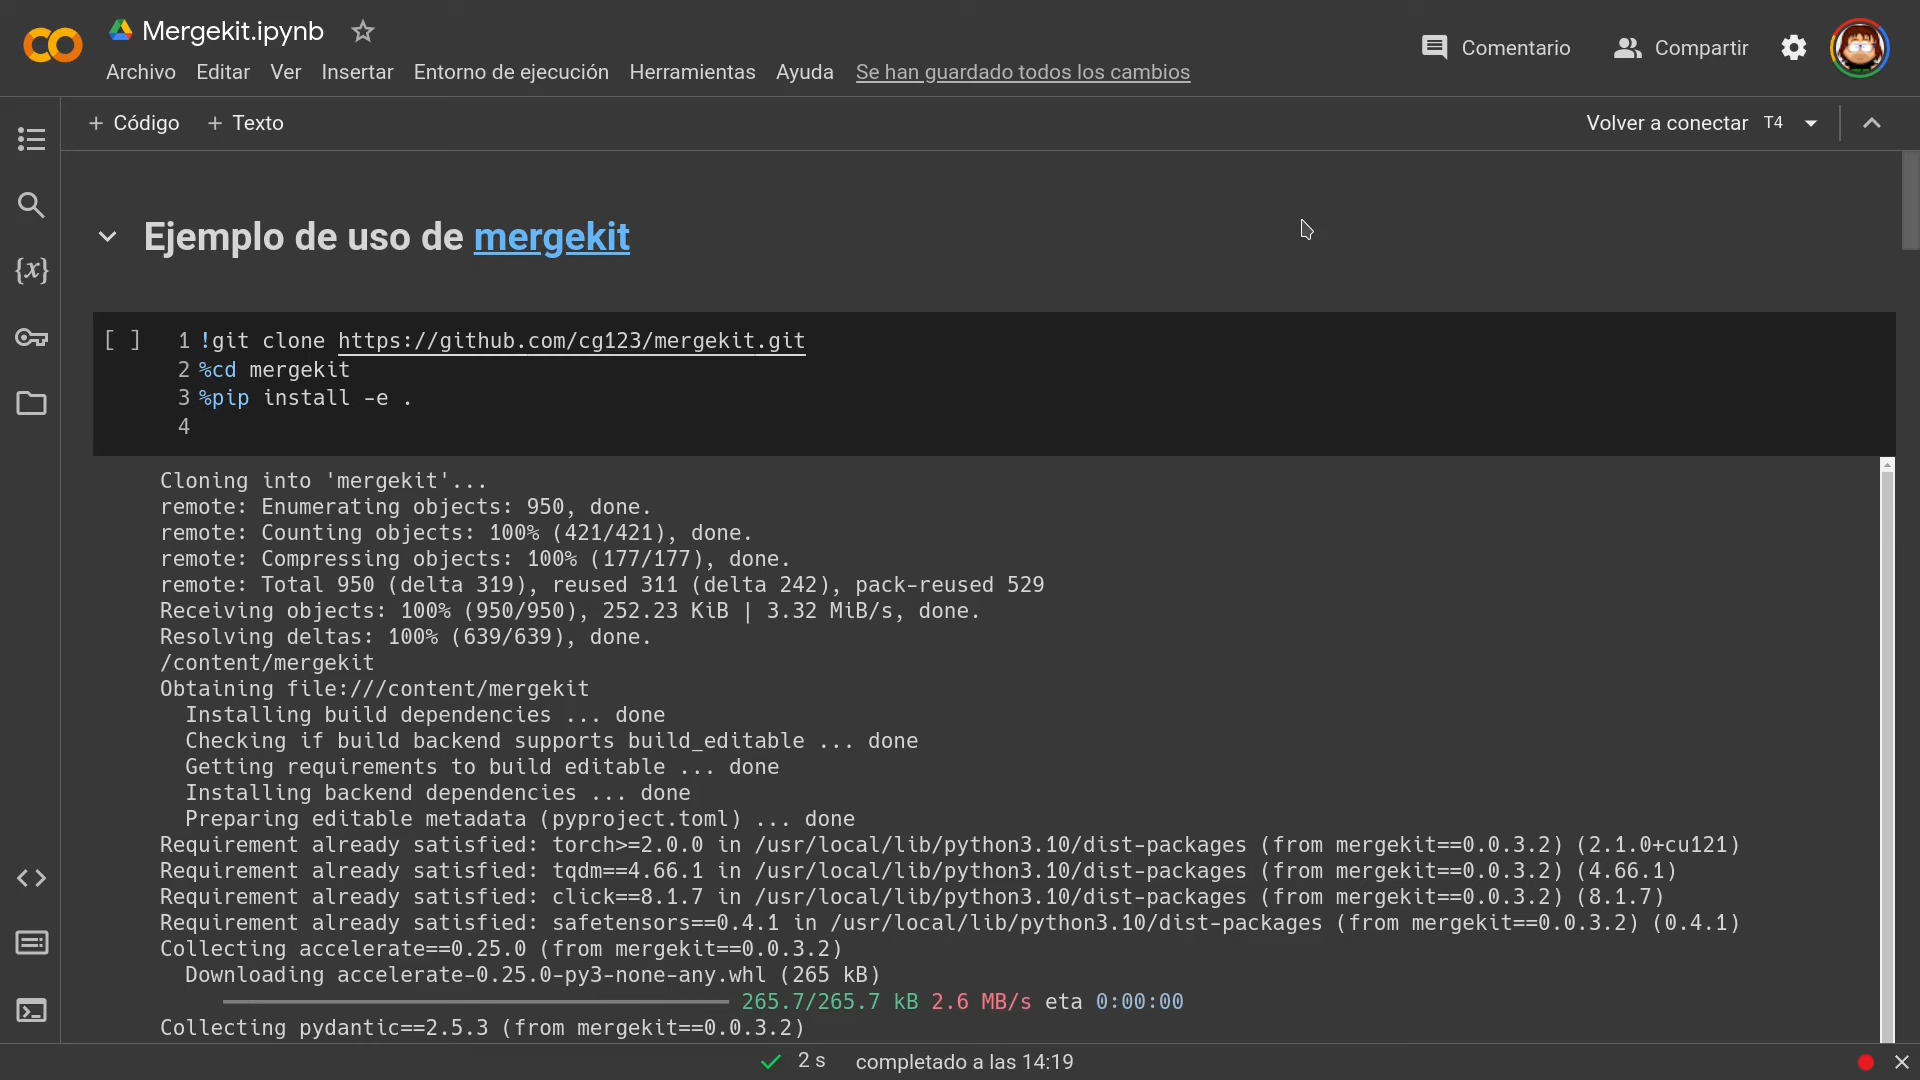 Mergekit.ipynb
Comentario
Compartir
Archivo Editar Ver Insertar Entorno de ejecución Herramientas Ayuda Se han guardado todos los cambios
+ Código + Texto
Volver a conectar T4
Ejemplo de uso de mergekit
[ ]
1 !git clone https://github.com/cg123/mergekit.git
2 %cd mergekit
3 %pip install -e .
4
Cloning into 'mergekit'...
remote: Enumerating objects: 950, done.
remote: Counting objects: 100% (421/421), done.
remote: Compressing objects: 100% (177/177), done.
remote: Total 950 (delta 319), reused 311 (delta 242), pack-reused 529
Receiving objects: 100% (950/950), 252.23 KiB | 3.32 MiB/s, done.
Resolving deltas: 100% (639/639), done.
/content/mergekit
Obtaining file:///content/mergekit
Installing build dependencies ... done
Checking if build backend supports build_editable ... done
Getting requirements to build editable ... done
Installing backend dependencies ... done
Preparing editable metadata (pyproject.toml) ... done
Requirement already satisfied: torch>=2.0.0 in /usr/local/lib/python3.10/dist-packages (from mergekit==0.0.3.2) (2.1.0+cu121)
Requirement already satisfied: tqdm==4.66.1 in /usr/local/lib/python3.10/dist-packages (from mergekit==0.0.3.2) (4.66.1)
Requirement already satisfied: click==8.1.7 in /usr/local/lib/python3.10/dist-packages (from mergekit==0.0.3.2) (8.1.7)
Requirement already satisfied: safetensors==0.4.1 in /usr/local/lib/python3.10/dist-packages (from mergekit==0.0.3.2) (0.4.1)
Collecting accelerate==0.25.0 (from mergekit==0.0.3.2)
Downloading accelerate-0.25.0-py3-none-any.whl (265 kB)
265.7/265.7 kB 2.6 MB/s eta 0:00:00
Collecting pydantic==2.5.3 (from mergekit==0.0.3.2)
2 s completado a las 14:19